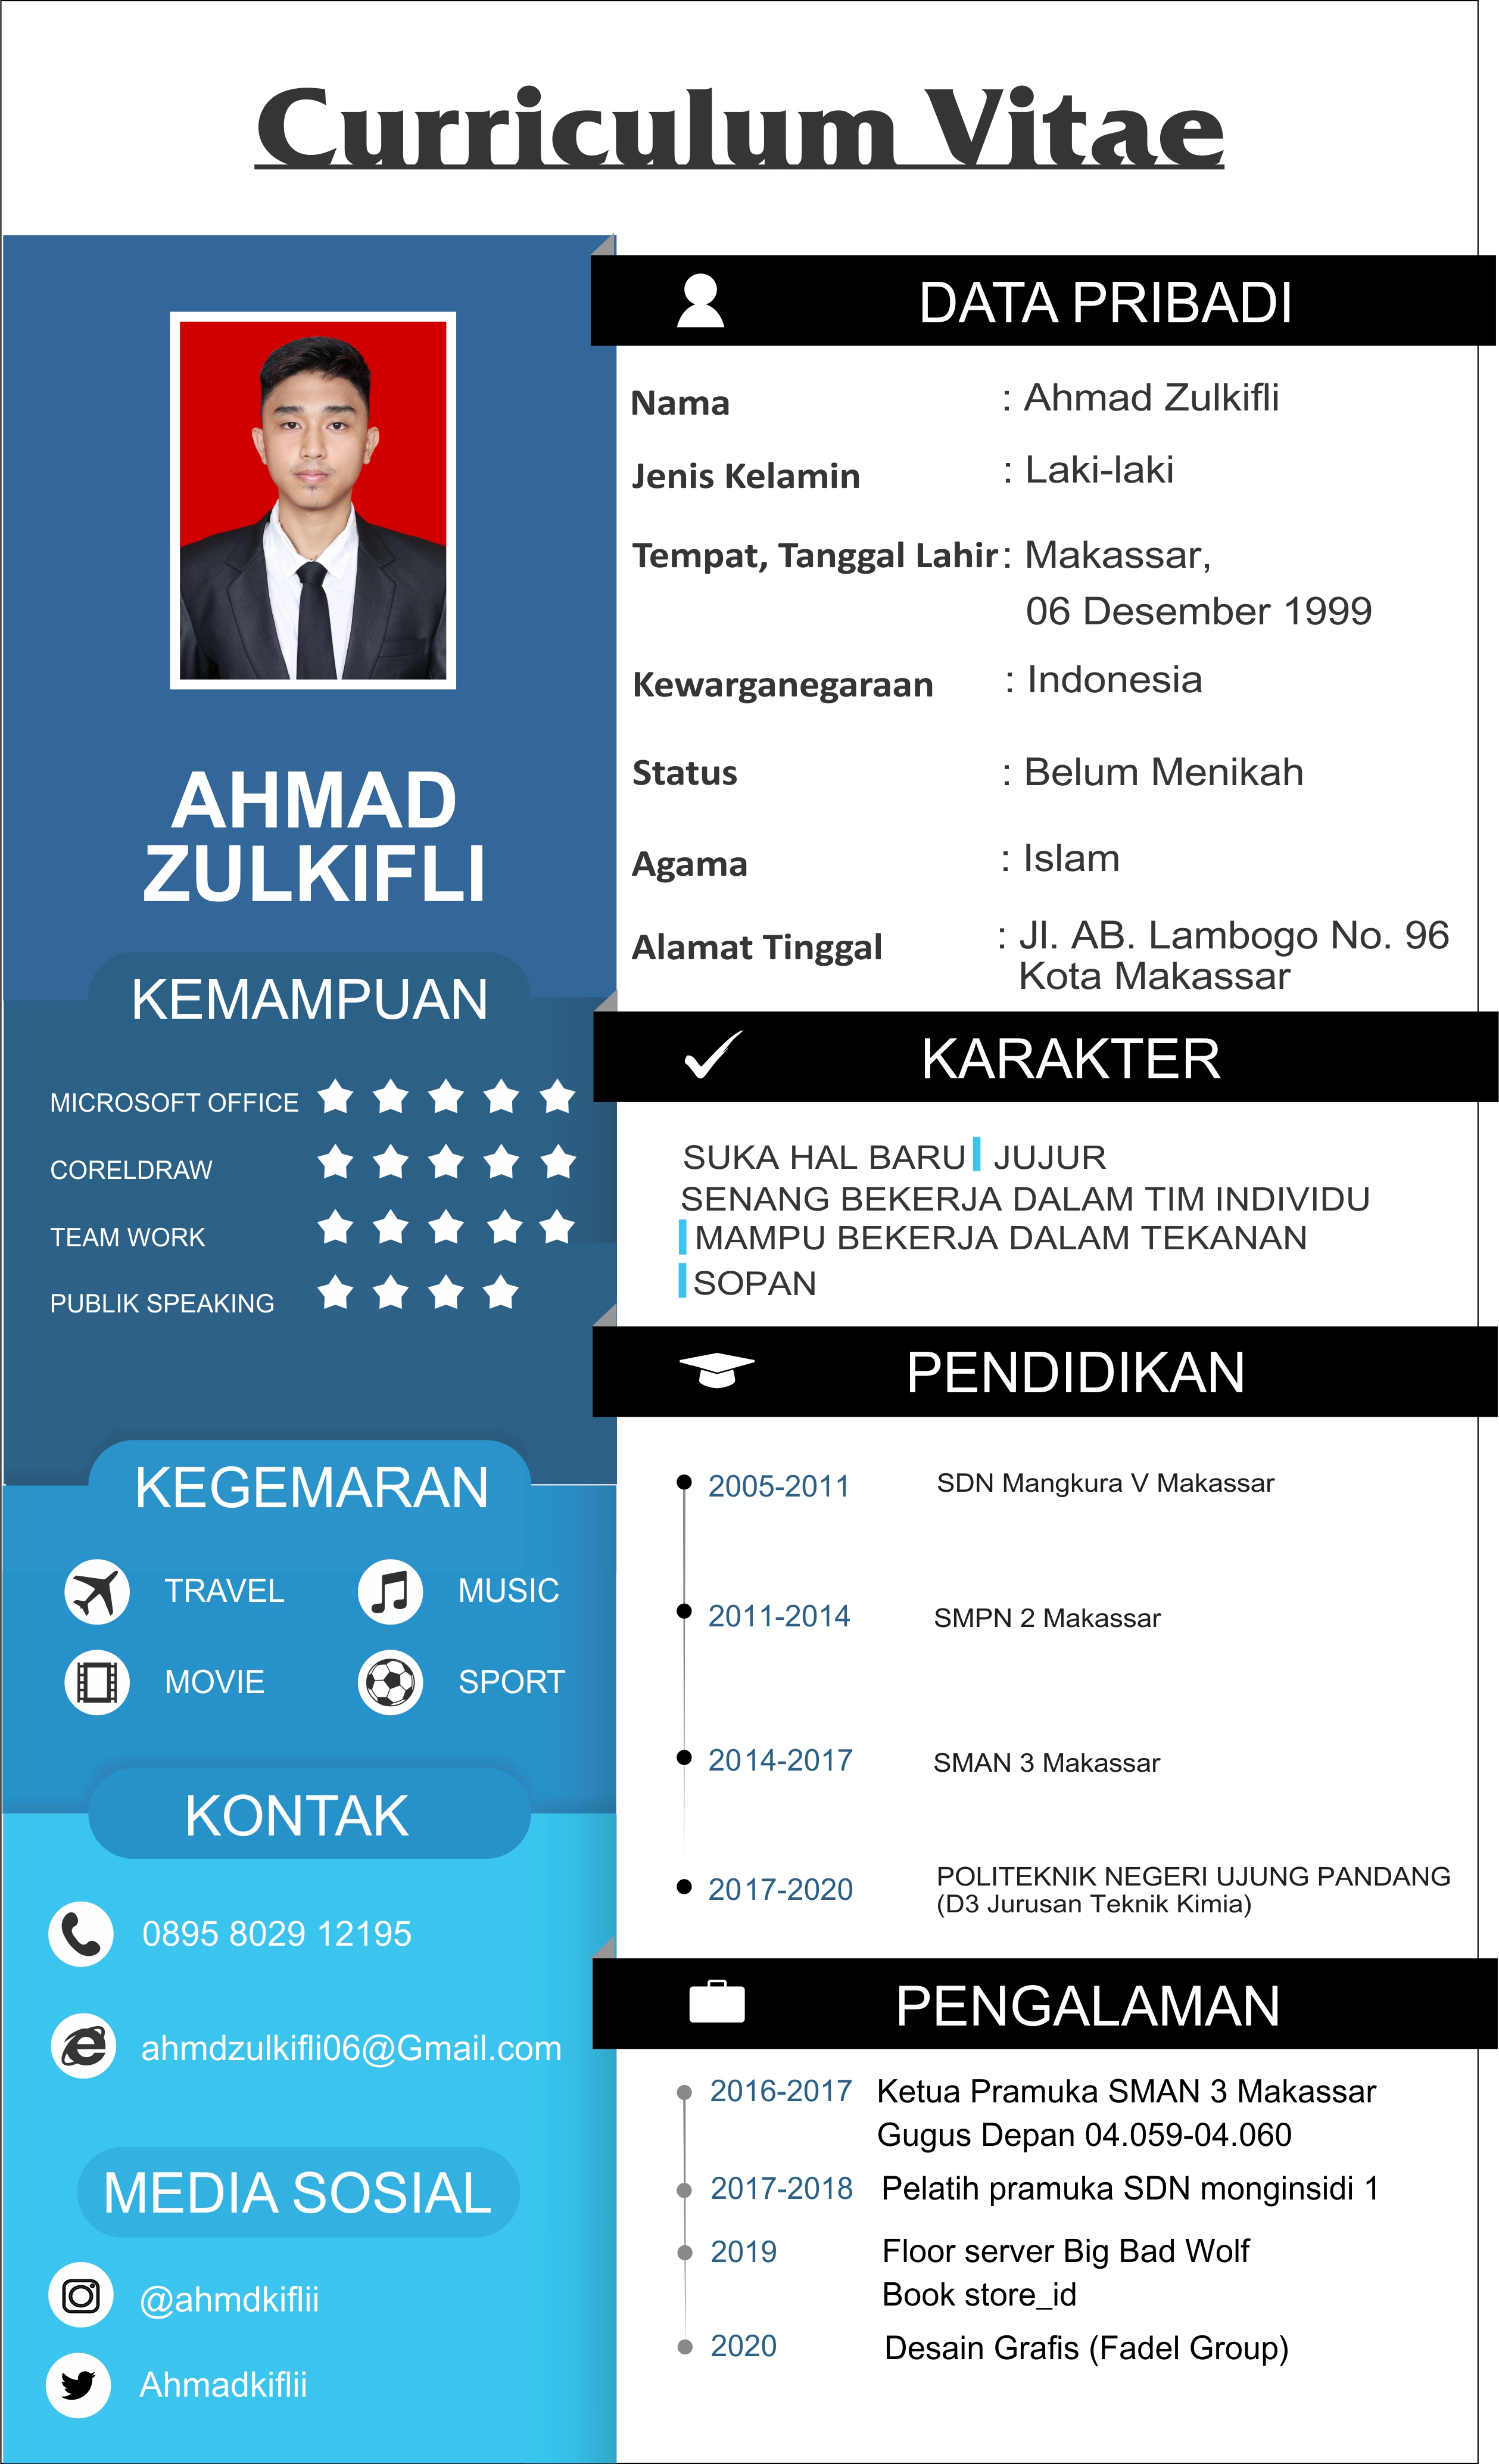 Curriculum Vitae
AHMAD
ZULKIFLI
KEMAMPUAN
MICROSOFT OFFICE
CORELDRAW
TEAM WORK
PUBLIK SPEAKING
KEGEMARAN
TRAVEL
MUSIC
MOVIE
SPORT
KONTAK
0895 8029 12195
ahmdzulkifli06@Gmail.com
MEDIA SOSIAL
@ahmdkiflii
Ahmadkiflii
DATA PRIBADI
Nama : Ahmad Zulkifli
Jenis Kelamin : Laki-laki
Tempat, Tanggal Lahir : Makassar,
06 Desember 1999
Kewarganegaraan : Indonesia
Status : Belum Menikah
Agama : Islam
Alamat Tinggal : Jl. AB. Lambogo No. 96
Kota Makassar
KARAKTER
SUKA HAL BARU JUJUR
SENANG BEKERJA DALAM TIM INDIVIDU
MAMPU BEKERJA DALAM TEKANAN
SOPAN
PENDIDIKAN
2005-2011 SDN Mangkura V Makassar
2011-2014 SMPN 2 Makassar
2014-2017 SMAN 3 Makassar
2017-2020 POLITEKNIK NEGERI UJUNG PANDANG
(D3 Jurusan Teknik Kimia)
PENGALAMAN
2016-2017 Ketua Pramuka SMAN 3 Makassar
Gugus Depan 04.059-04.060
2017-2018 Pelatih pramuka SDN monginsidi 1
2019 Floor server Big Bad Wolf
Book store_id
2020 Desain Grafis (Fadel Group)